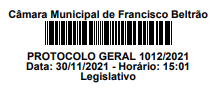 Câmara Municipal de Francisco Beltrão
PROTOCOLO GERAL 1012/2021
Data: 30/11/2021 - Horário: 15:01
Legislativo